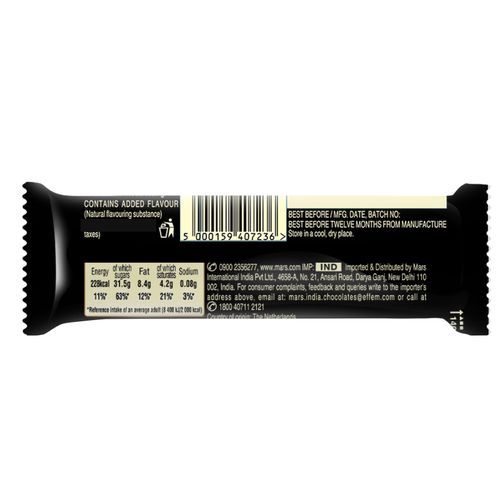 CONTAINS ADDED FLAVOUR
(Natural flavouring substance)
taxes)
5 000159 407236 >
BEST BEFORE / MFG. DATE, BATCH NO:
BEST BEFORE TWELVE MONTHS FROM MANUFACTURE
Store in a cool, dry place.
Energy of which sugars Fat of which saturates Sodium
228kcal 31.5g 8.4g 4.2g 0.08g
11%* 63%* 12%* 21%* 3%*
*Reference intake of an average adult (8 400 kJ/2 000 kcal)
0900 2356277, www.mars.com IMP: IND Imported & Distributed by Mars
International India Pvt Ltd., 4658-A, No. 21, Ansari Road, Darya Ganj, New Delhi 110
002, India. For consumer complaints, feedback and queries write to the importer's
address above, email at: mars.india.chocolates@effem.com or call at
1800 40711 2121
Country of origin: The Netherlands